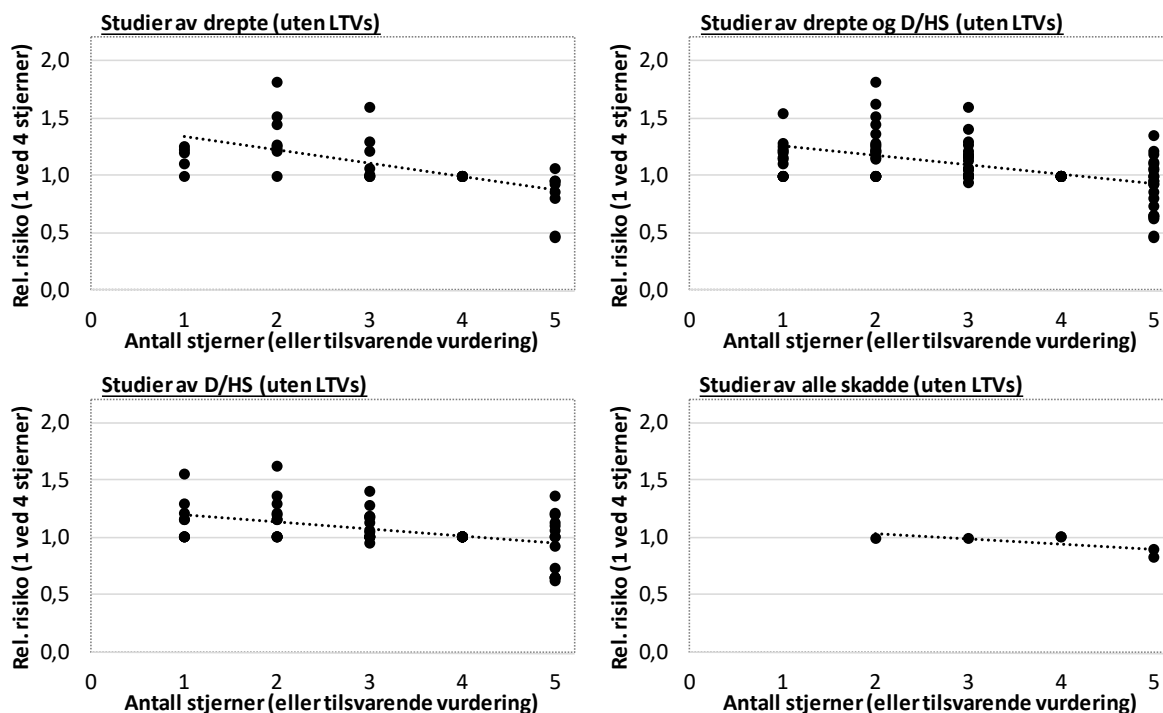 Studier av drepte (uten LTVs)
Rel. risiko (1 ved 4 stjerner)
2,0
1,5
1,0
0,5
0,0
0 1 2 3 4 5
Antall stjerner (eller tilsvarende vurdering)
Studier av drepte og D/HS (uten LTVs)
Rel. risiko (1 ved 4 stjerner)
2,0
1,5
1,0
0,5
0,0
0 1 2 3 4 5
Antall stjerner (eller tilsvarende vurdering)
Studier av D/HS (uten LTVs)
Rel. risiko (1 ved 4 stjerner)
2,0
1,5
1,0
0,5
0,0
0 1 2 3 4 5
Antall stjerner (eller tilsvarende vurdering)
Studier av alle skadde (uten LTVs)
Rel. risiko (1 ved 4 stjerner)
2,0
1,5
1,0
0,5
0,0
0 1 2 3 4 5
Antall stjerner (eller tilsvarende vurdering)